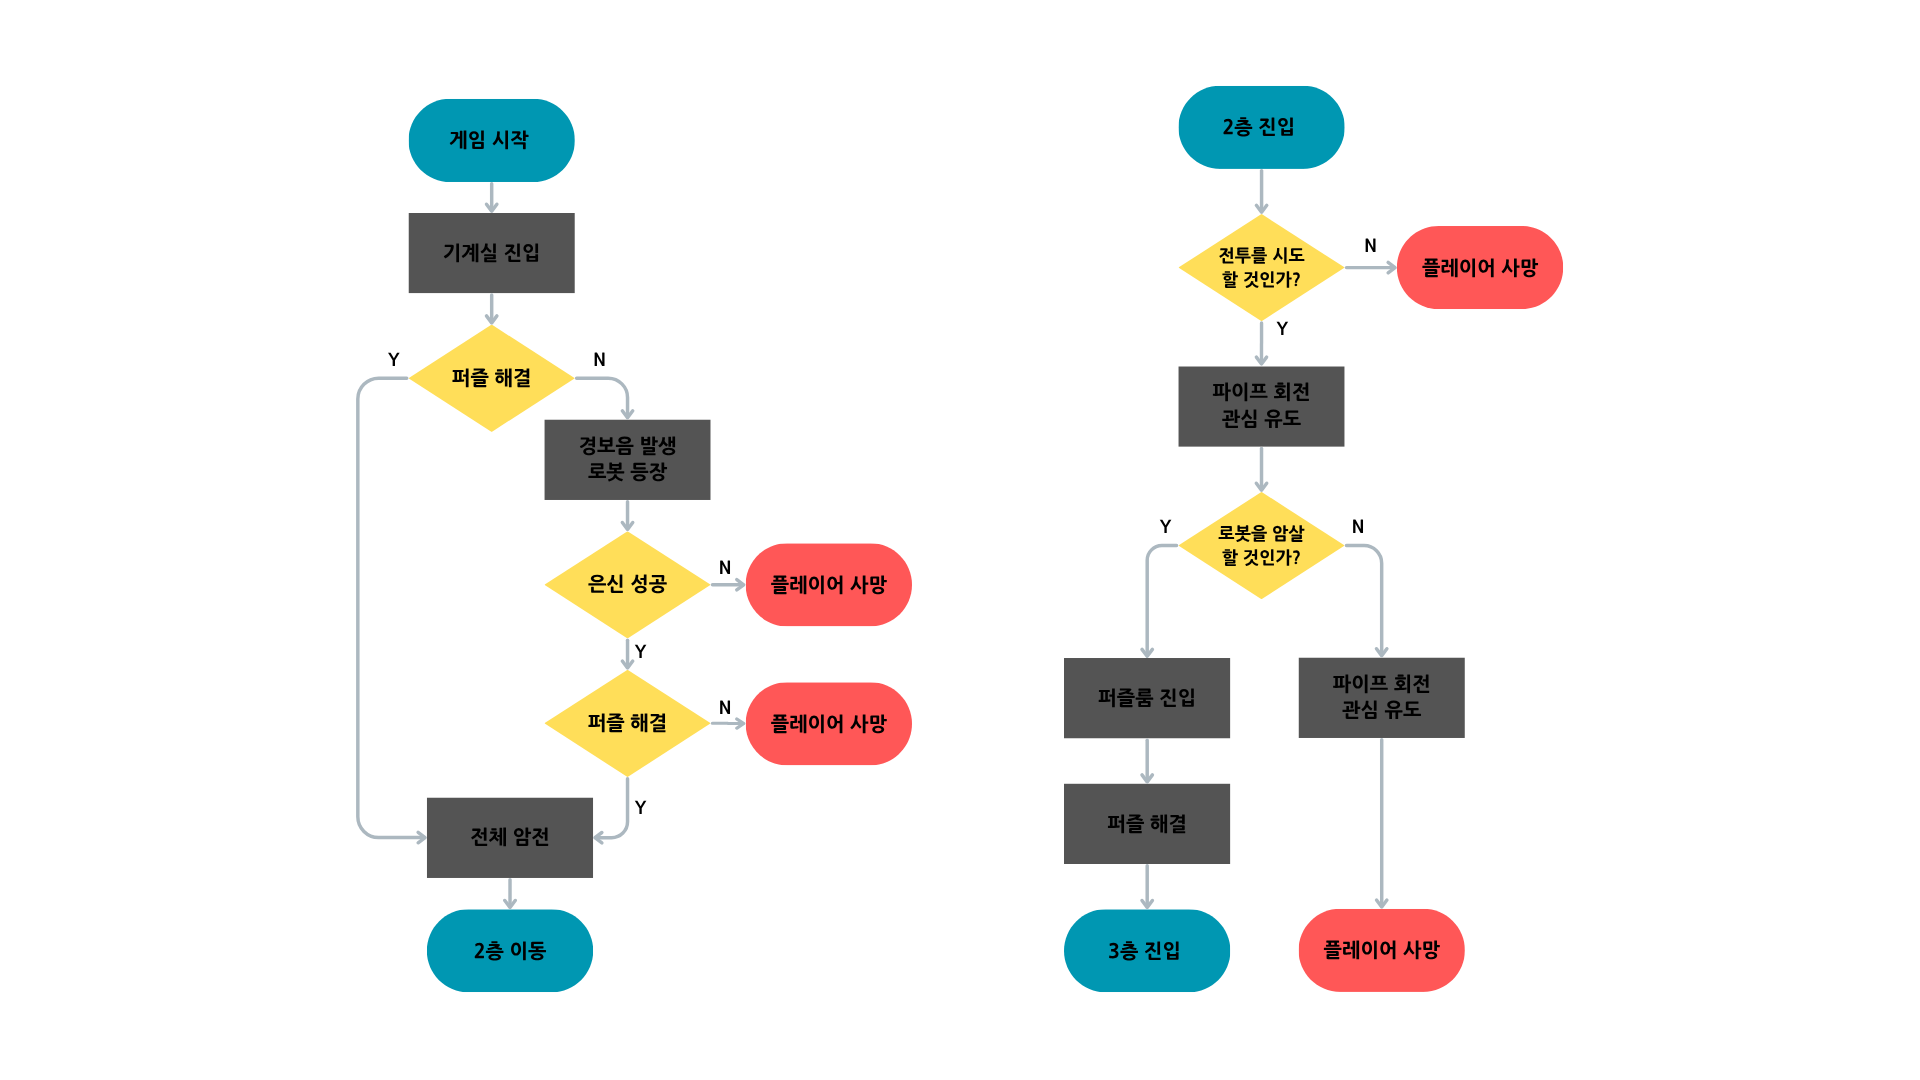 게임 시작
기계실 진입
Y
퍼즐 해결
N
경보음 발생
로봇 등장
은신 성공
N
플레이어 사망
Y
퍼즐 해결
N
플레이어 사망
Y
전체 암전
2층 이동
2층 진입
전투를 시도
할 것인가?
N
플레이어 사망
Y
파이프 회전
관심 유도
Y
로봇을 암살
할 것인가?
N
퍼즐룸 진입
퍼즐 해결
3층 진입
파이프 회전
관심 유도
플레이어 사망